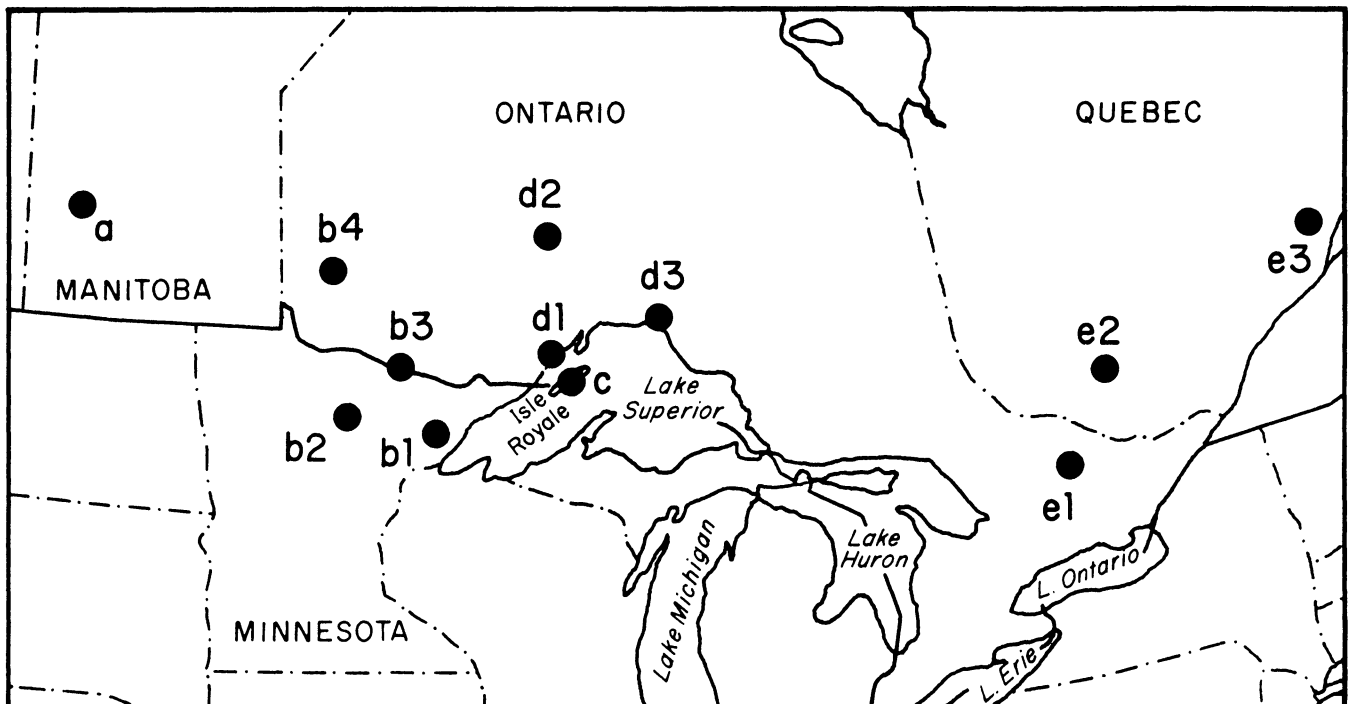 ONTARIO
QUEBEC
d2
a
b4
e3
d3
MANITOBA
b3
d1
e2
c
Lake
Superior
Isle
Royale
b2
b1
e1
Lake
Huron
L. Ontario
Lake Michigan
MINNESOTA
L. Erie